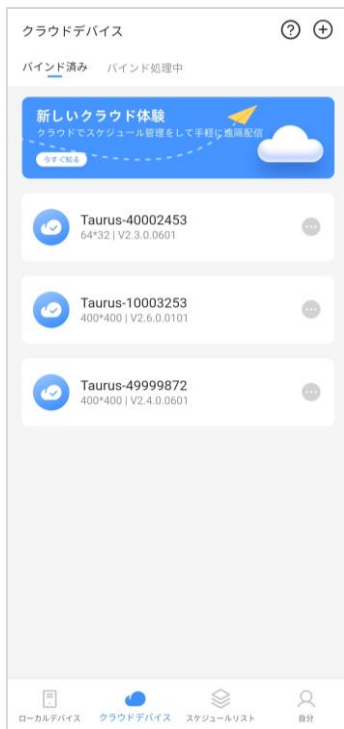 クラウドデバイス
バインド済み バインド処理中
新しいクラウド体験
クラウドでスケジュール管理をして手軽に遠隔配信
今すぐ知る
Taurus-40002453
64*32 | V2.3.0.0601
Taurus-10003253
400*400 | V2.6.0.0101
Taurus-49999872
400*400 | V2.4.0.0601
ローカルデバイス クラウドデバイス スケジュールリスト 自分